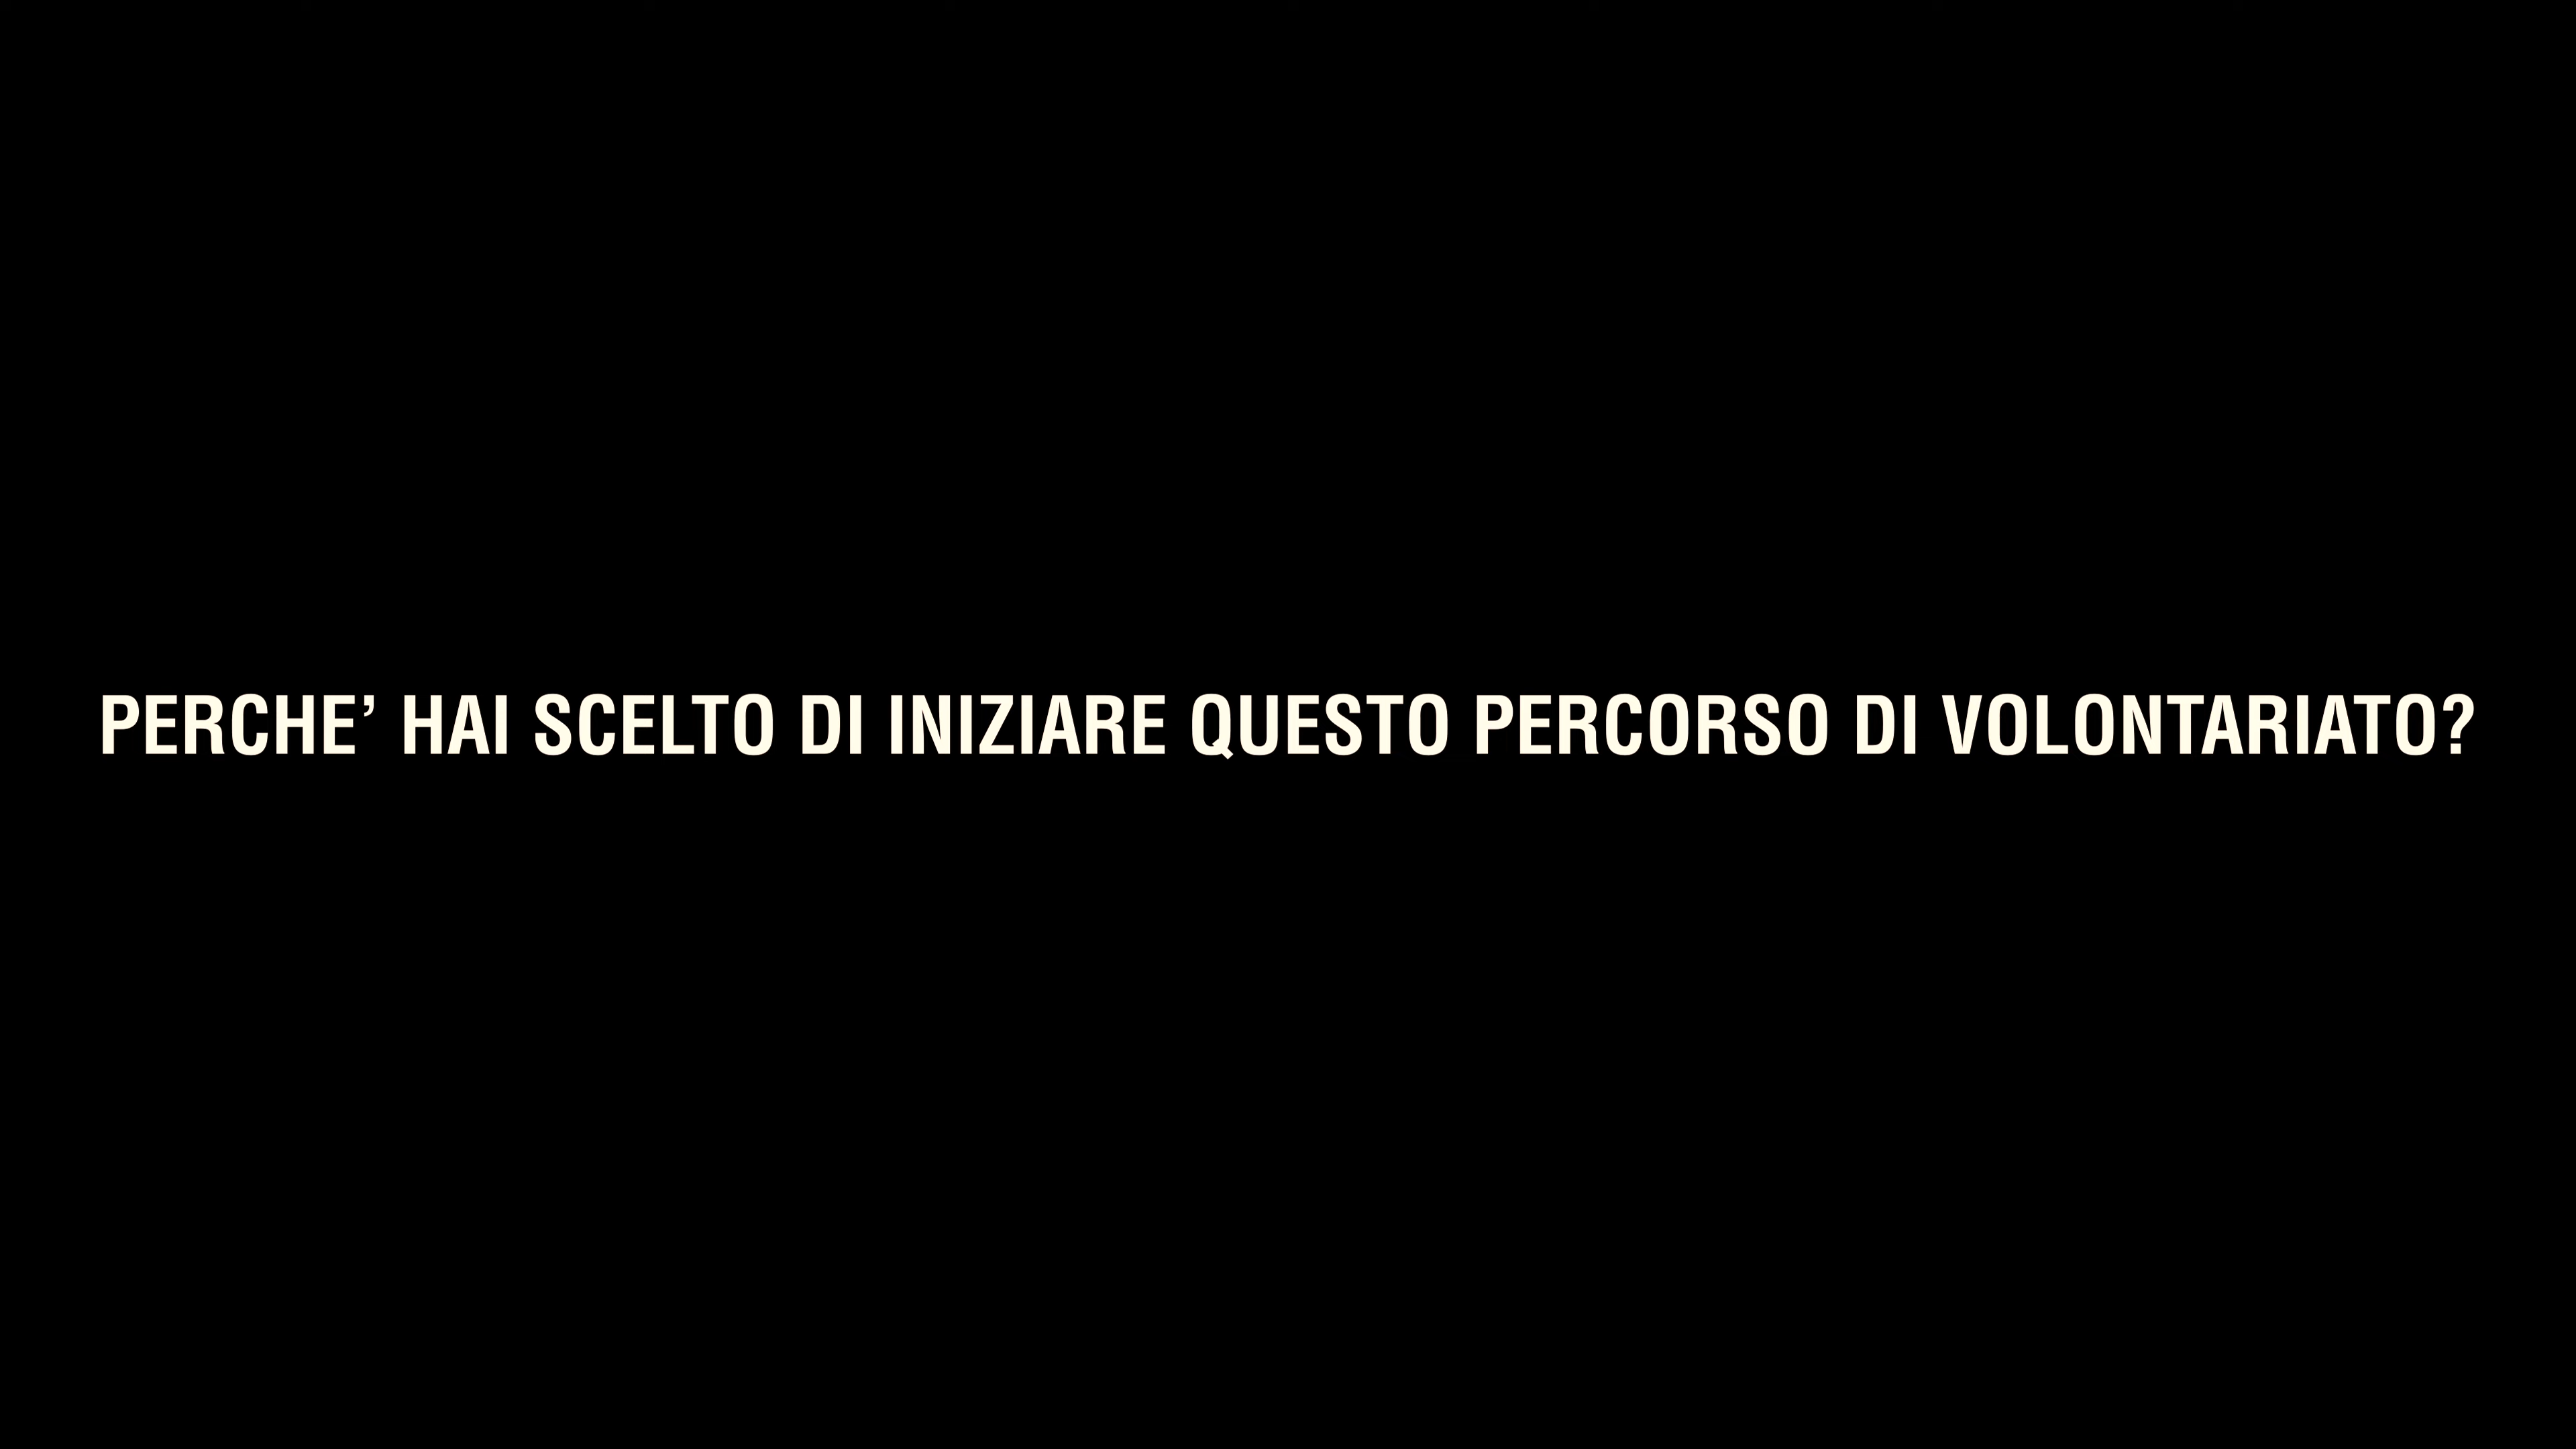 PERCHE’ HAI SCELTO DI INIZIARE QUESTO PERCORSO DI VOLONTARIATO?